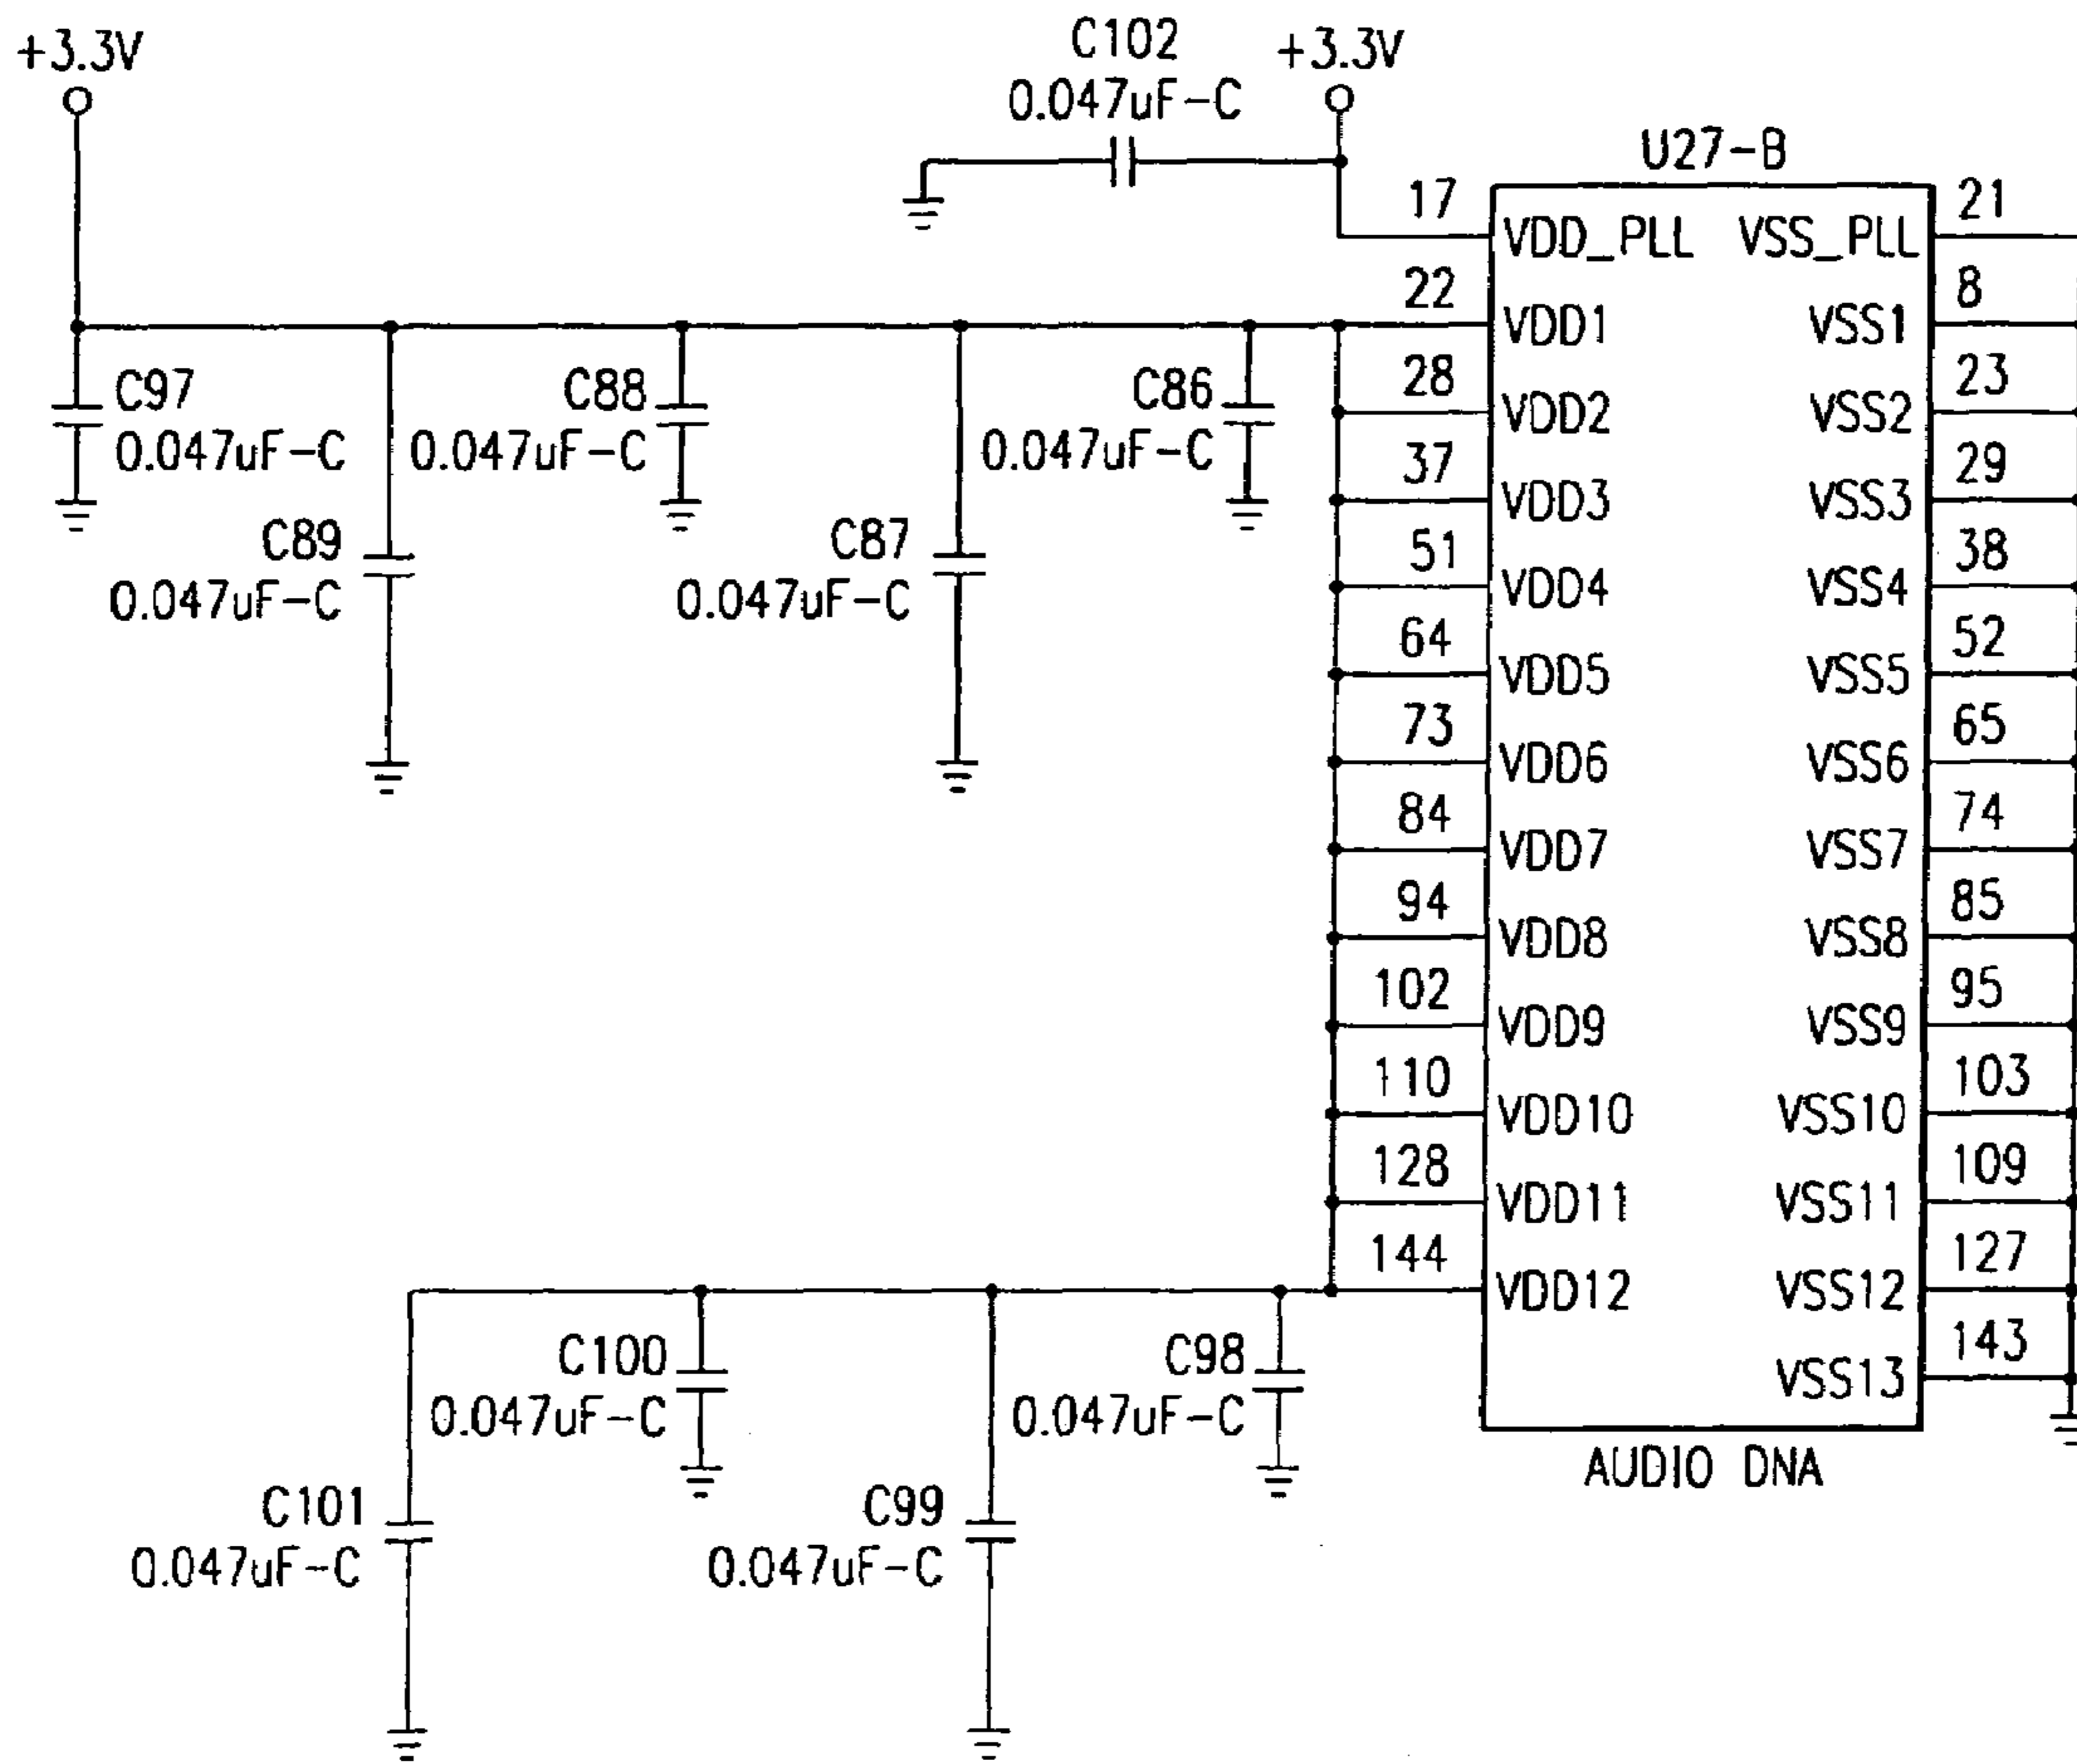 +3.3V
C102
0.047uF-C
+3.3V
U27-B
17
21
VDD_PLL VSS_PLL
22
8
VDD1 VSS1
C97
0.047uF-C
C88
0.047uF-C
C86
0.047uF-C
28
23
VDD2 VSS2
37
29
VDD3 VSS3
C89
0.047uF-C
C87
0.047uF-C
51
38
VDD4 VSS4
64
52
VDD5 VSS5
73
65
VDD6 VSS6
84
74
VDD7 VSS7
94
85
VDD8 VSS8
102
95
VDD9 VSS9
110
103
VDD10 VSS10
128
109
VDD11 VSS11
144
127
VDD12 VSS12
143
VSS13
C100
0.047uF-C
C98
0.047uF-C
AUDIO DNA
C101
0.047uF-C
C99
0.047uF-C